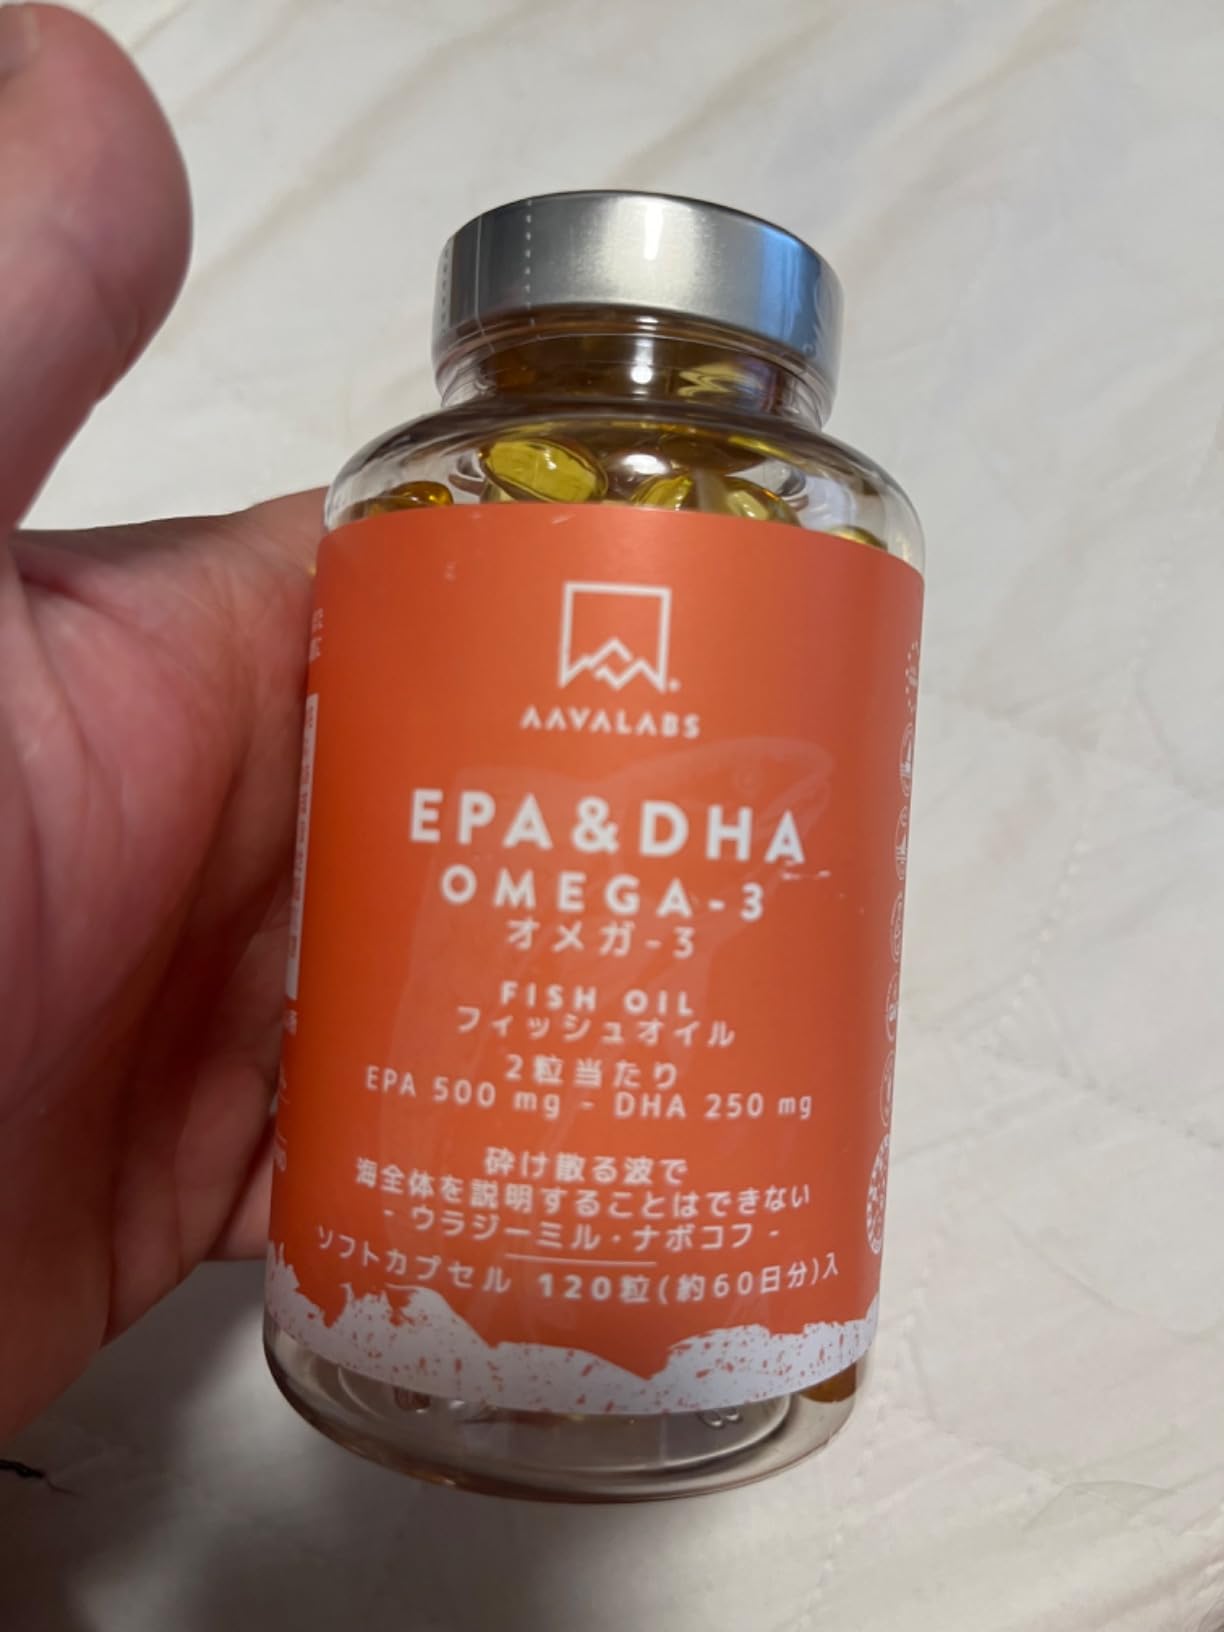 AAVALABS
EPA&DHA
OMEGA-3
オメガ-3
FISH OIL
フィッシュオイル
2粒当たり
EPA 500 mg - DHA 250 mg
砕け散る波で
海全体を説明することはできない
- ウラジーミル・ナボコフ -
ソフトカプセル 120粒(約60日分)入